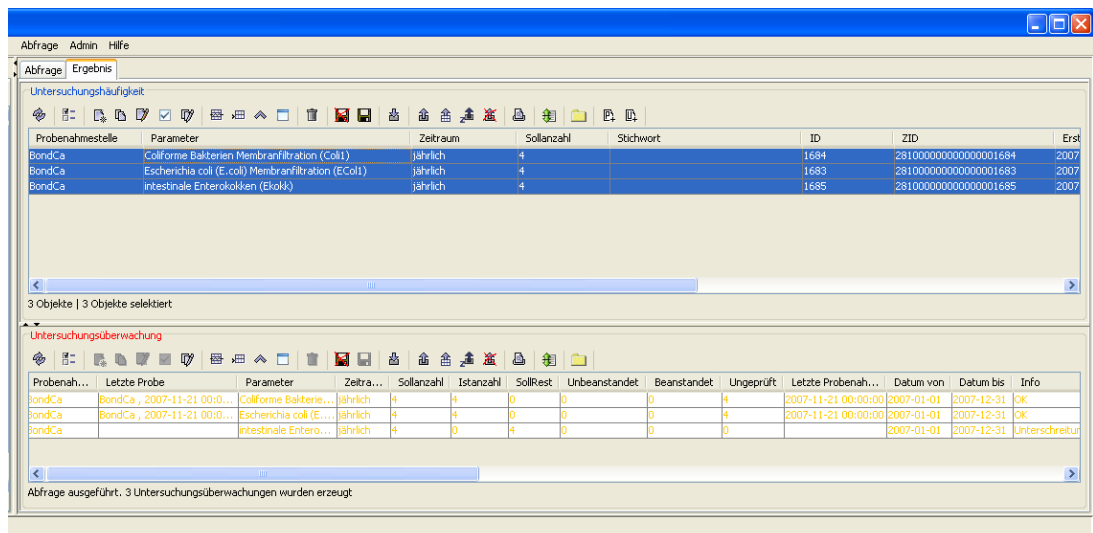 Abfrage Admin Hilfe
Abfrage Ergebnis
Untersuchungshäufigkeit
Probenahmestelle Parameter Zeitraum Sollanzahl Stichwort ID ZID Erst
BondCa Coliforme Bakterien Membranfiltration (Coli1) jährlich 4 1684 281000000000000001684 2007
BondCa Escherichia coli (E.coli) Membranfiltration (ECol1) jährlich 4 1683 281000000000000001683 2007
BondCa intestinale Enterokokken (Ekokk) jährlich 4 1685 281000000000000001685 2007
3 Objekte | 3 Objekte selektiert
Untersuchungsüberwachung
Probenah... Letzte Probe Parameter Zeitra... Sollanzahl Istanzahl SollRest Unbeanstandet Beanstandet Ungeprüft Letzte Probenah... Datum von Datum bis Info
BondCa BondCa , 2007-11-21 00:0... Coliforme Bakterie... jährlich 4 4 0 0 0 4 2007-11-21 00:00:00 2007-01-01 2007-12-31 OK
BondCa BondCa , 2007-11-21 00:0... Escherichia coli (E.... jährlich 4 4 0 0 0 4 2007-11-21 00:00:00 2007-01-01 2007-12-31 OK
BondCa intestinale Entero... jährlich 4 0 4 0 0 0 2007-01-01 2007-12-31 Unterschreitur
Abfrage ausgeführt. 3 Untersuchungsüberwachungen wurden erzeugt